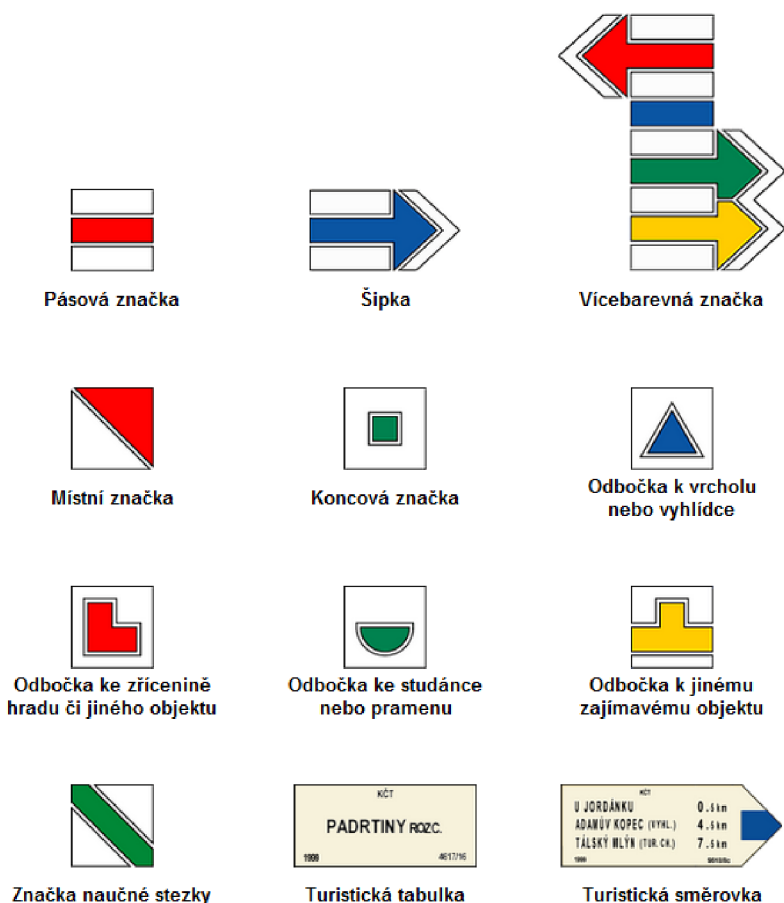 Pásová značka
Šipka
Vícebarevná značka
Místní značka
Koncová značka
Odbočka k vrcholu
nebo vyhlídce
Odbočka ke zřícenině
hradu či jiného objektu
Odbočka ke studánce
nebo pramenu
Odbočka k jinému
zajímavému objektu
KČT
PADRTINY ROZC.
1998 4617/16
KČT
U JORDÁNKU 0.5km
ADAMŮV KOPEC (VYHL.) 4.5km
TÁLSKÝ MLÝN (TUR. CH.) 7.5km
Značka naučné stezky
Turistická tabulka
Turistická směrovka